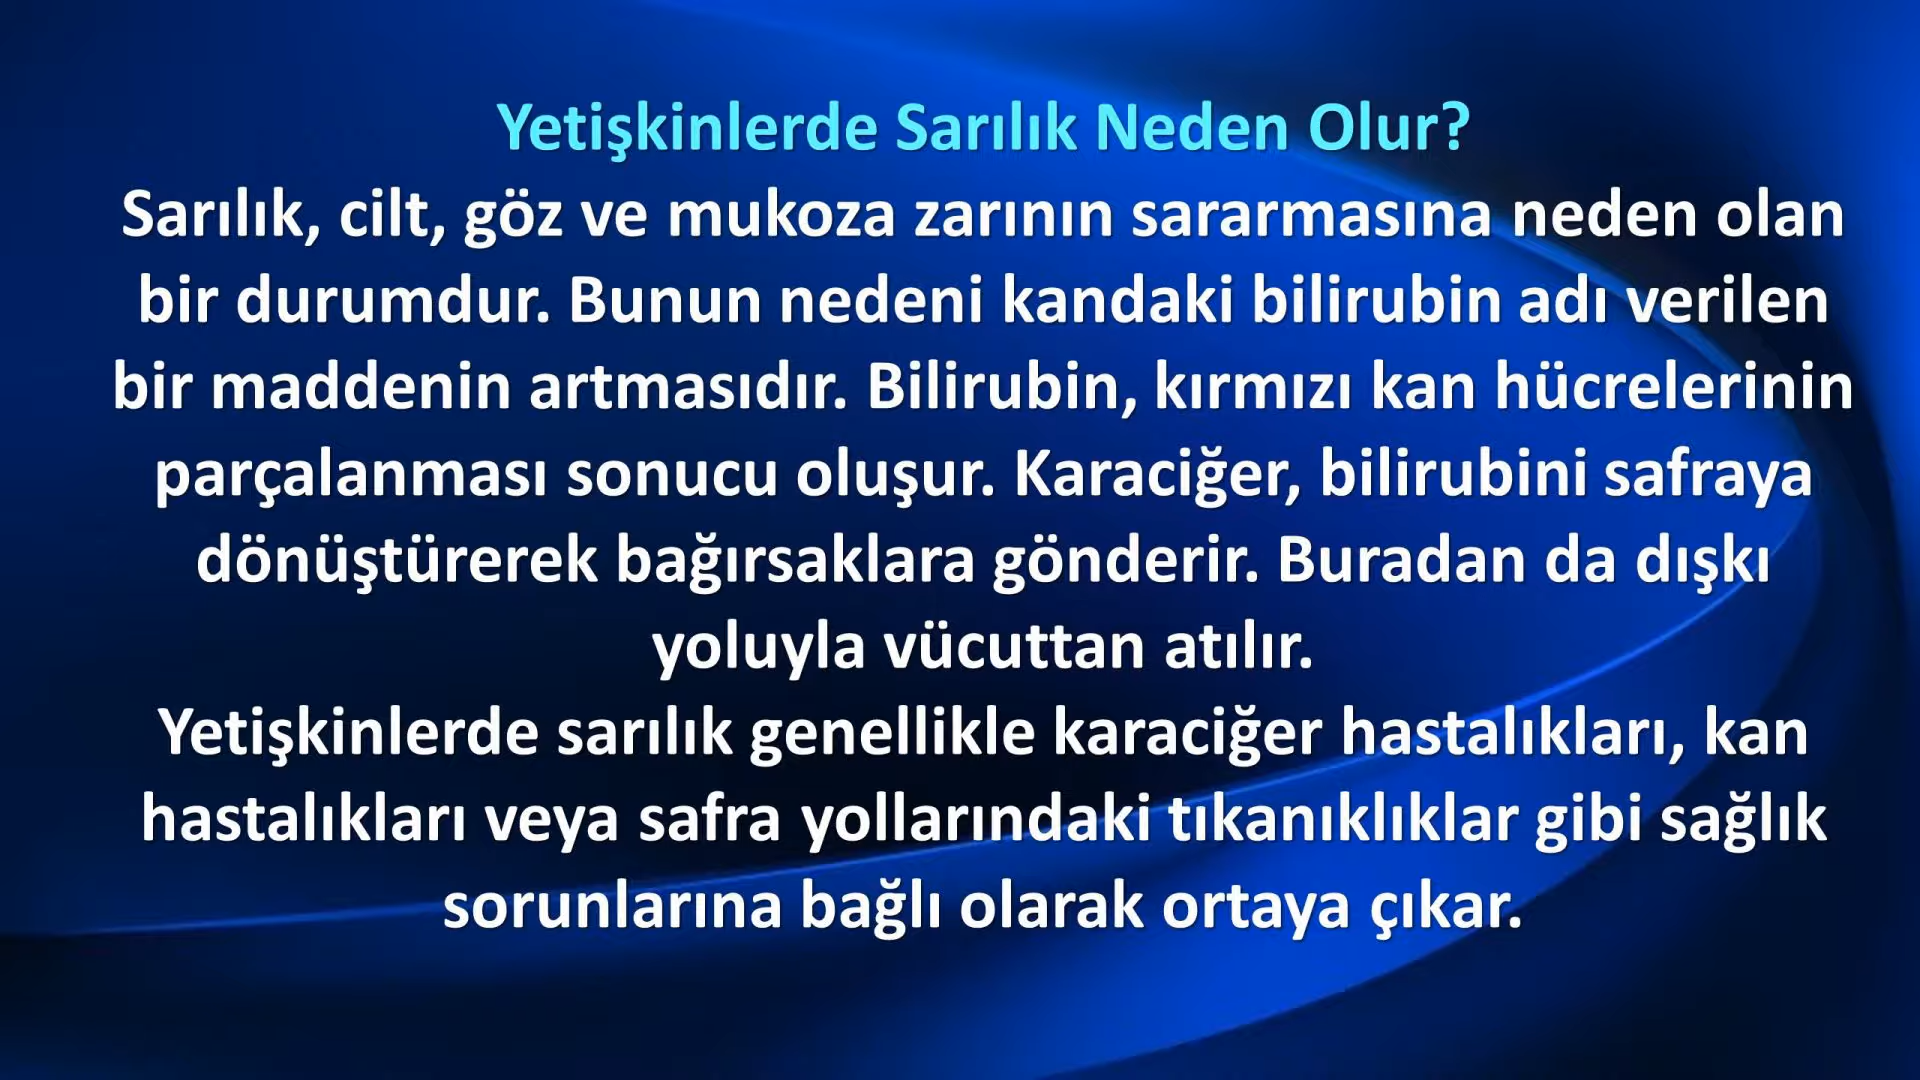 Yetişkinlerde Sarılık Neden Olur?
Sarılık, cilt, göz ve mukoza zarının sararmasına neden olan
bir durumdur. Bunun nedeni kandaki bilirubin adı verilen
bir maddenin artmasıdır. Bilirubin, kırmızı kan hücrelerinin
parçalanması sonucu oluşur. Karaciğer, bilirubini safraya
dönüştürerek bağırsaklara gönderir. Buradan da dışkı
yoluyla vücuttan atılır.
Yetişkinlerde sarılık genellikle karaciğer hastalıkları, kan
hastalıkları veya safra yollarındaki tıkanıklıklar gibi sağlık
sorunlarına bağlı olarak ortaya çıkar.